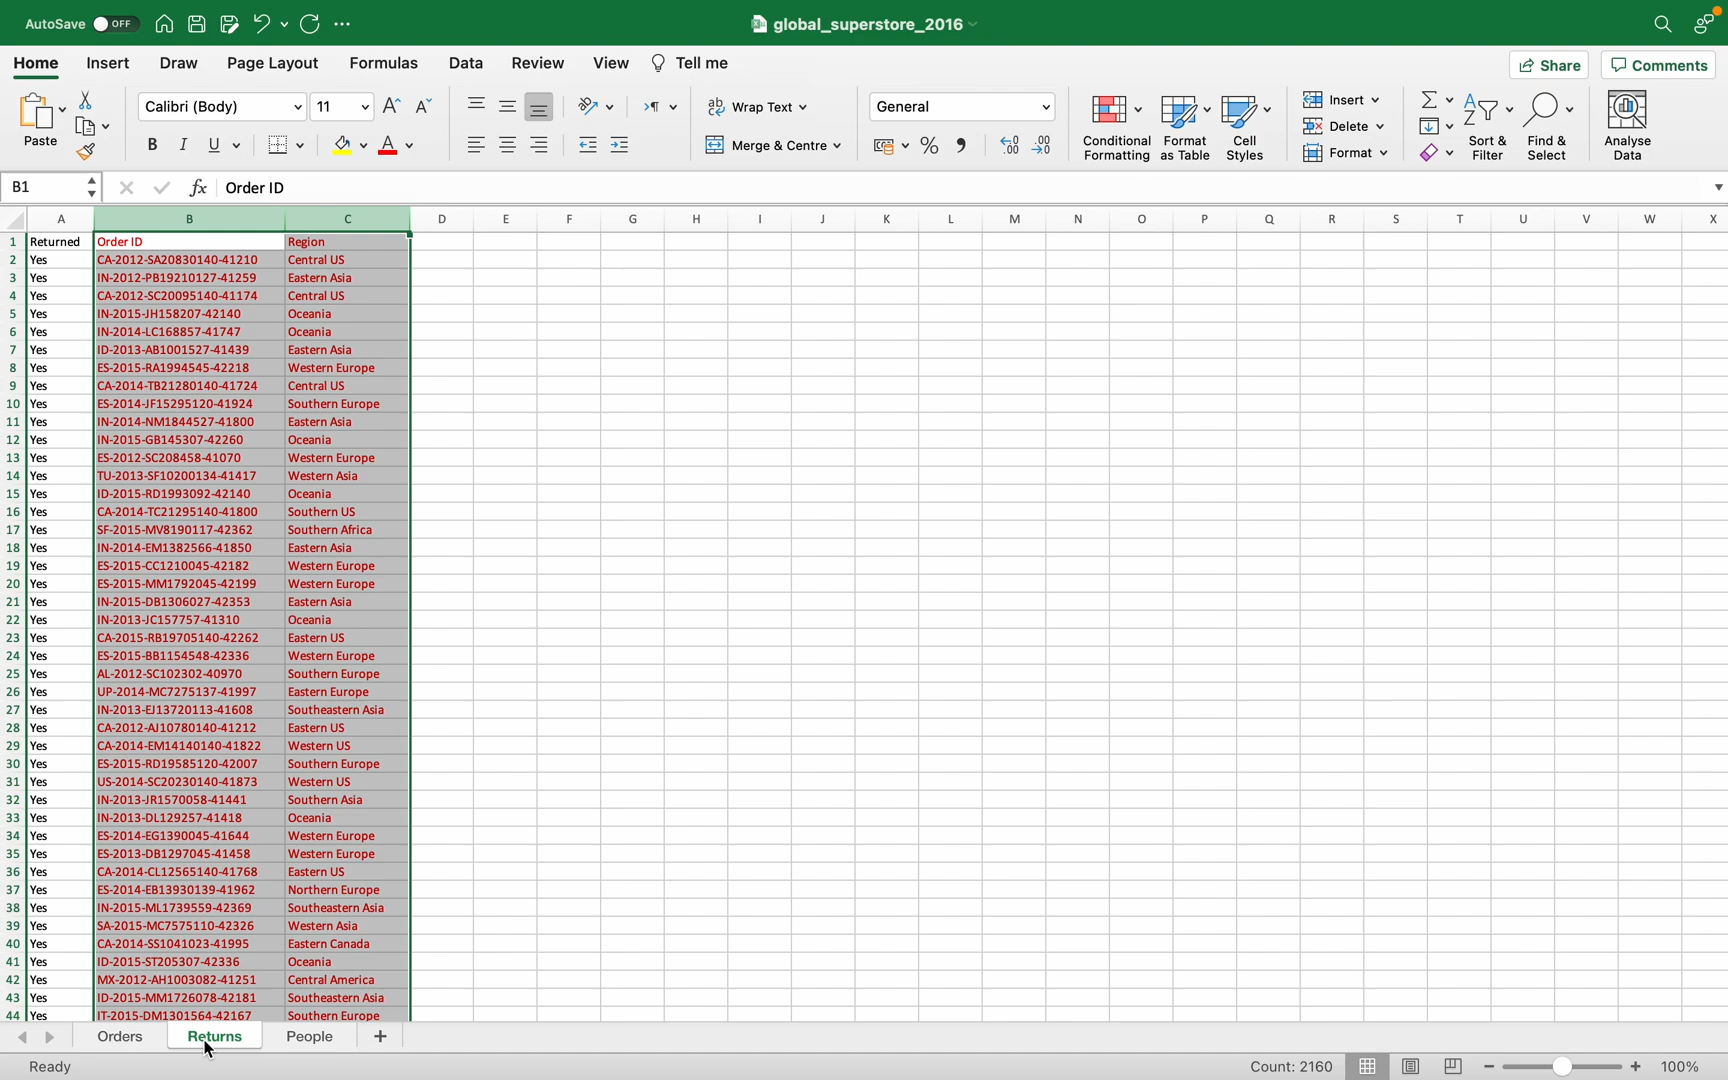 AutoSave OFF global_superstore_2016
Home Insert Draw Page Layout Formulas Data Review View Tell me Share Comments
Paste Calibri (Body) 11 Wrap Text General Conditional Formatting Format as Table Cell Styles Insert Sort & Filter Find & Select Analyse Data
B I U A Merge & Centre % Delete
Format
B1 fx Order ID
A B C D E F G H I J K L M N O P Q R S T U V W X
1 Returned Order ID Region
2 Yes CA-2012-SA20830140-41210 Central US
3 Yes IN-2012-PB19210127-41259 Eastern Asia
4 Yes CA-2012-SC20095140-41174 Central US
5 Yes IN-2015-JH158207-42140 Oceania
6 Yes IN-2014-LC168857-41747 Oceania
7 Yes ID-2013-AB1001527-41439 Eastern Asia
8 Yes ES-2015-RA1994545-42218 Western Europe
9 Yes CA-2014-TB21280140-41724 Central US
10 Yes ES-2014-JF15295120-41924 Southern Europe
11 Yes IN-2014-NM1844527-41800 Eastern Asia
12 Yes IN-2015-GB145307-42260 Oceania
13 Yes ES-2012-SC208458-41070 Western Europe
14 Yes TU-2013-SF10200134-41417 Western Asia
15 Yes ID-2015-RD1993092-42140 Oceania
16 Yes CA-2014-TC21295140-41800 Southern US
17 Yes SF-2015-MV8190117-42362 Southern Africa
18 Yes IN-2014-EM1382566-41850 Eastern Asia
19 Yes ES-2015-CC1210045-42182 Western Europe
20 Yes ES-2015-MM1792045-42199 Western Europe
21 Yes IN-2015-DB1306027-42353 Eastern Asia
22 Yes IN-2013-JC157757-41310 Oceania
23 Yes CA-2015-RB19705140-42262 Eastern US
24 Yes ES-2015-BB1154548-42336 Western Europe
25 Yes AL-2012-SC102302-40970 Southern Europe
26 Yes UP-2014-MC7275137-41997 Eastern Europe
27 Yes IN-2013-EJ13720113-41608 Southeastern Asia
28 Yes CA-2012-AJ10780140-41212 Eastern US
29 Yes CA-2014-EM14140140-41822 Western US
30 Yes ES-2015-RD19585120-42007 Southern Europe
31 Yes US-2014-SC20230140-41873 Western US
32 Yes IN-2013-JR1570058-41441 Southern Asia
33 Yes IN-2013-DL129257-41418 Oceania
34 Yes ES-2014-EG1390045-41644 Western Europe
35 Yes ES-2013-DB1297045-41458 Western Europe
36 Yes CA-2014-CL12565140-41768 Eastern US
37 Yes ES-2014-EB13930139-41962 Northern Europe
38 Yes IN-2015-ML1739559-42369 Southeastern Asia
39 Yes SA-2015-MC7575110-42326 Western Asia
40 Yes CA-2014-SS1041023-41995 Eastern Canada
41 Yes ID-2015-ST205307-42336 Oceania
42 Yes MX-2012-AH1003082-41251 Central America
43 Yes ID-2015-MM1726078-42181 Southeastern Asia
44 Yes IT-2015-DM1301564-42167 Southern Europe
Orders Returns People
Ready Count: 2160 100%